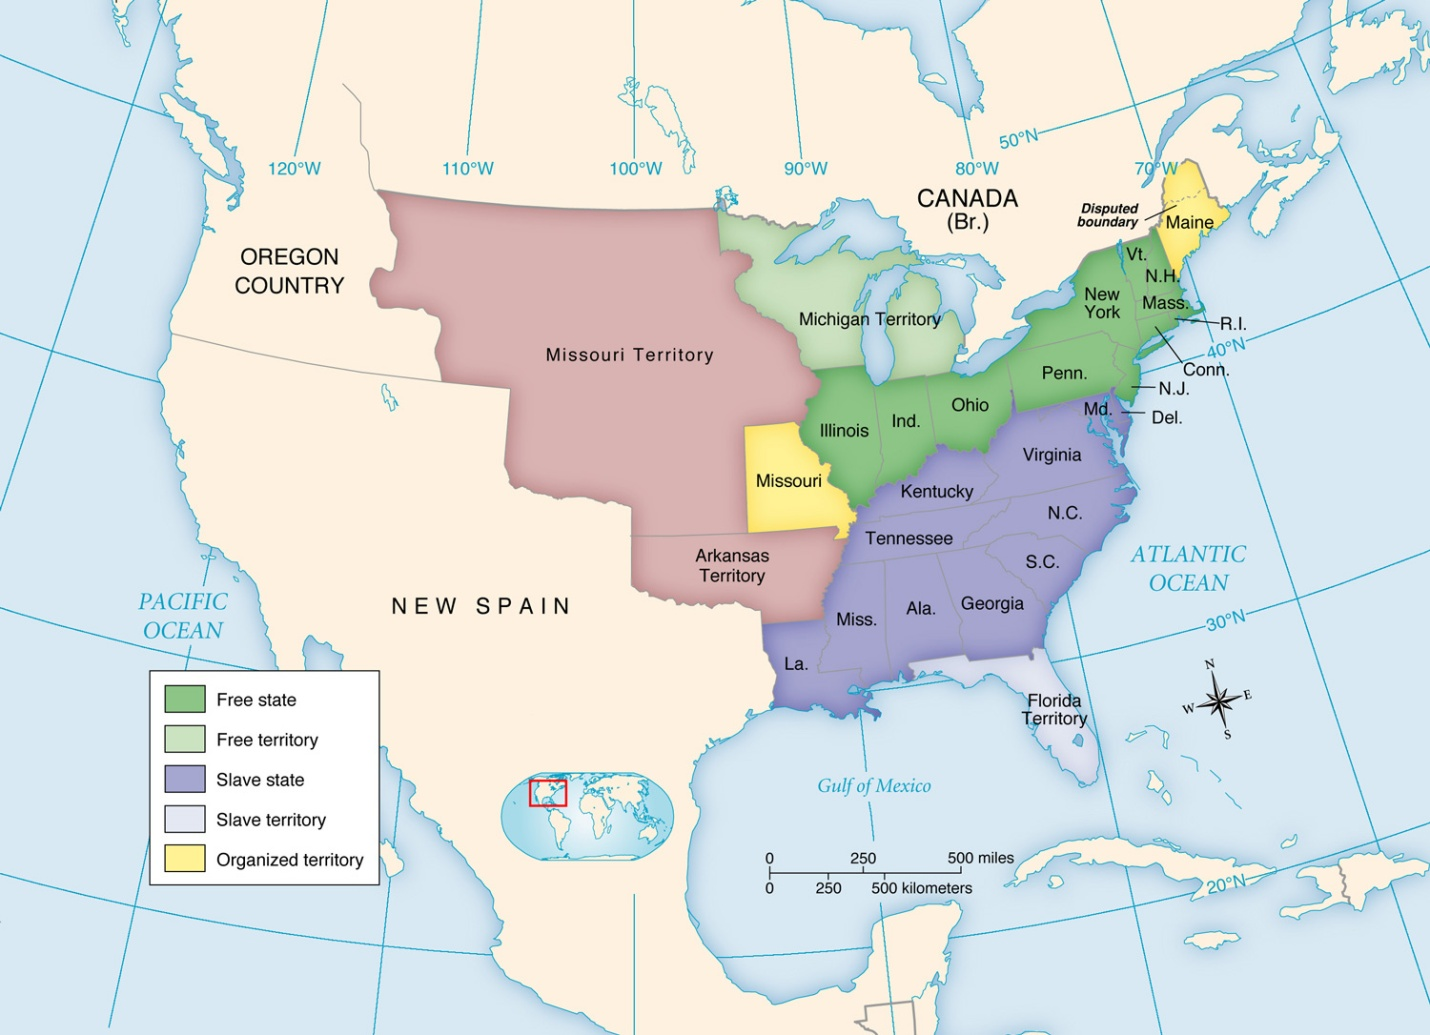 50°N
120°W
110°W
100°W
90°W
80°W
70°W
CANADA
(Br.)
Disputed
boundary
Maine
OREGON
COUNTRY
Vt.
N.H.
New
York
Mass.
R.I.
Michigan Territory
Missouri Territory
40°N
Conn.
Penn.
N.J.
Ohio
Md.
Del.
Illinois
Ind.
Virginia
Missouri
Kentucky
N.C.
Tennessee
Arkansas
Territory
S.C.
ATLANTIC
OCEAN
NEW SPAIN
PACIFIC
OCEAN
Miss.
Ala.
Georgia
30°N
La.
Florida
Territory
N
W
E
S
Free state
Free territory
Slave state
Slave territory
Organized territory
Gulf of Mexico
0 250 500 miles
0 250 500 kilometers
20°N